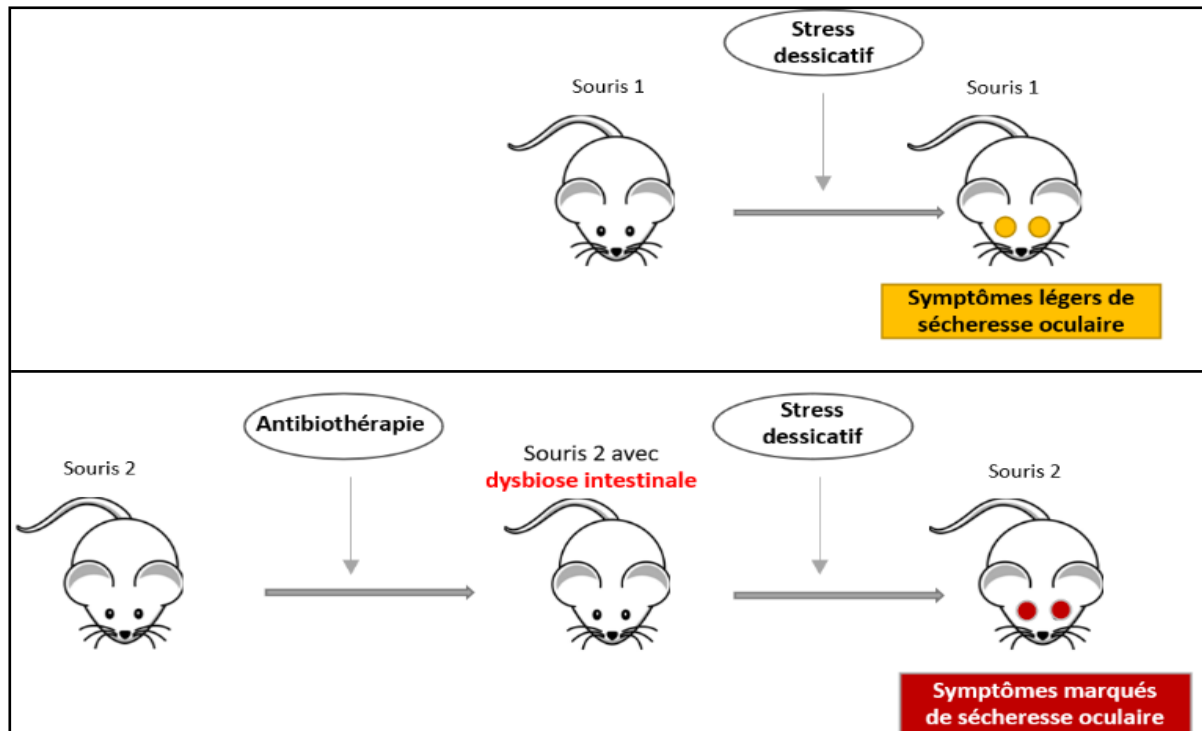 Stress
dessicatif
Souris 1
Souris 1
Symptômes légers de
sécheresse oculaire
Antibiothérapie
Stress
dessicatif
Souris 2
Souris 2 avec
dysbiose intestinale
Souris 2
Symptômes marqués
de sécheresse oculaire